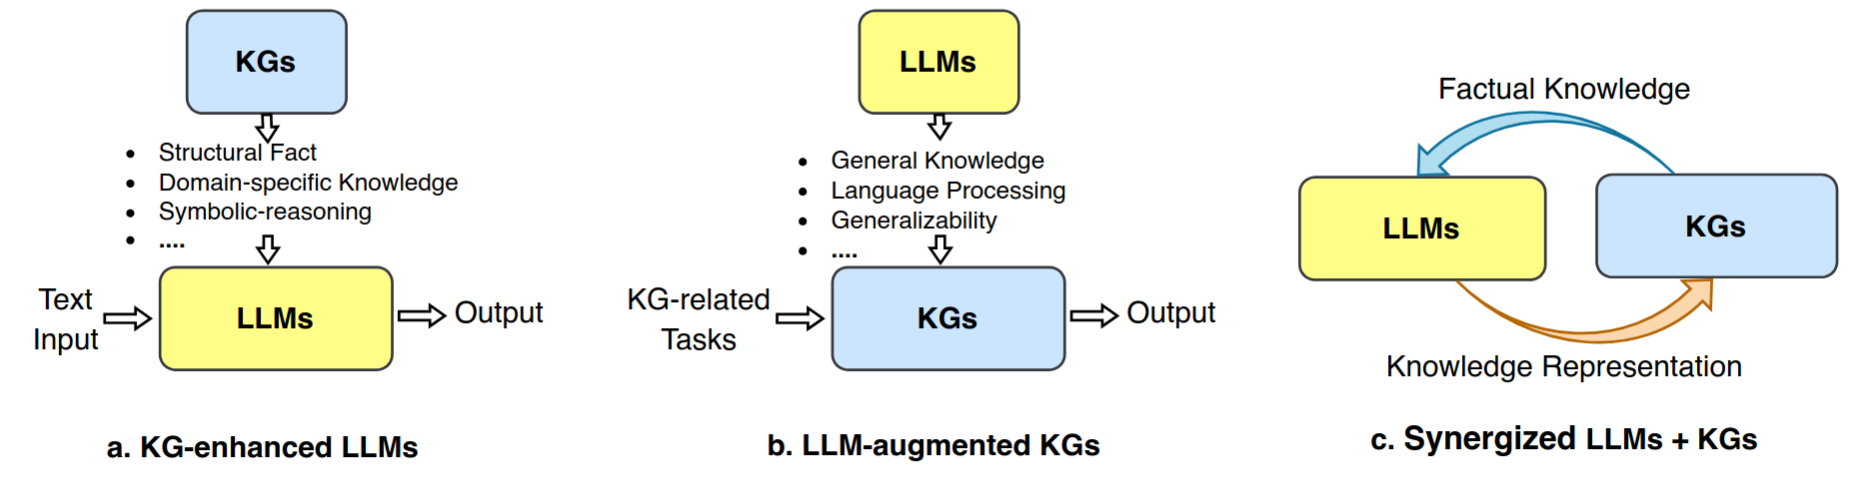 KGs
• Structural Fact
• Domain-specific Knowledge
• Symbolic-reasoning
• ....
Text
Input
LLMs
Output
a. KG-enhanced LLMs
LLMs
• General Knowledge
• Language Processing
• Generalizability
• ....
KG-related
Tasks
KGs
Output
b. LLM-augmented KGs
Factual Knowledge
LLMs
KGs
Knowledge Representation
c. Synergized LLMs + KGs